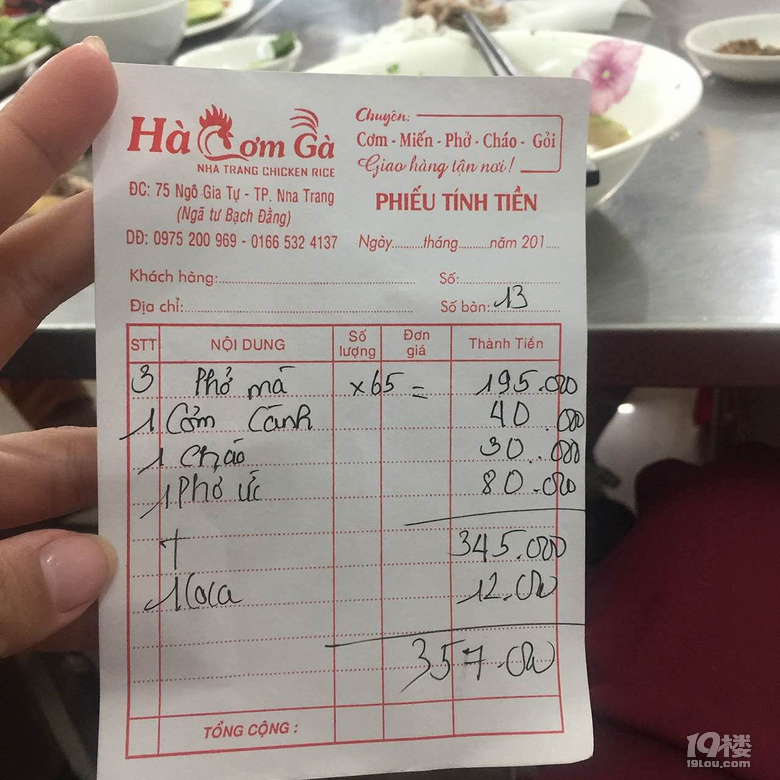 Hà Cơm Gà
NHA TRANG CHICKEN RICE
ĐC: 75 Ngô Gia Tự - TP. Nha Trang
(Ngã tư Bạch Đằng)
DĐ: 0975 200 969 - 0166 532 4137
Chuyên:
Cơm - Miến - Phở - Cháo - Gỏi
Giao hàng tận nơi!
PHIẾU TÍNH TIỀN
Ngày..........tháng..........năm 201....
Khách hàng:
Số:
Địa chỉ:
Số bàn: 13
STT NỘI DUNG Số lượng Đơn giá Thành Tiền
3 Phở má x65 = 195.000
1 Cơm Cánh 40.000
1 Cháo 30.000
1 Phở ức 80.000
+ 345.000
1 Coca 12.000
357.000
TỔNG CỘNG :
19楼
19lou.com